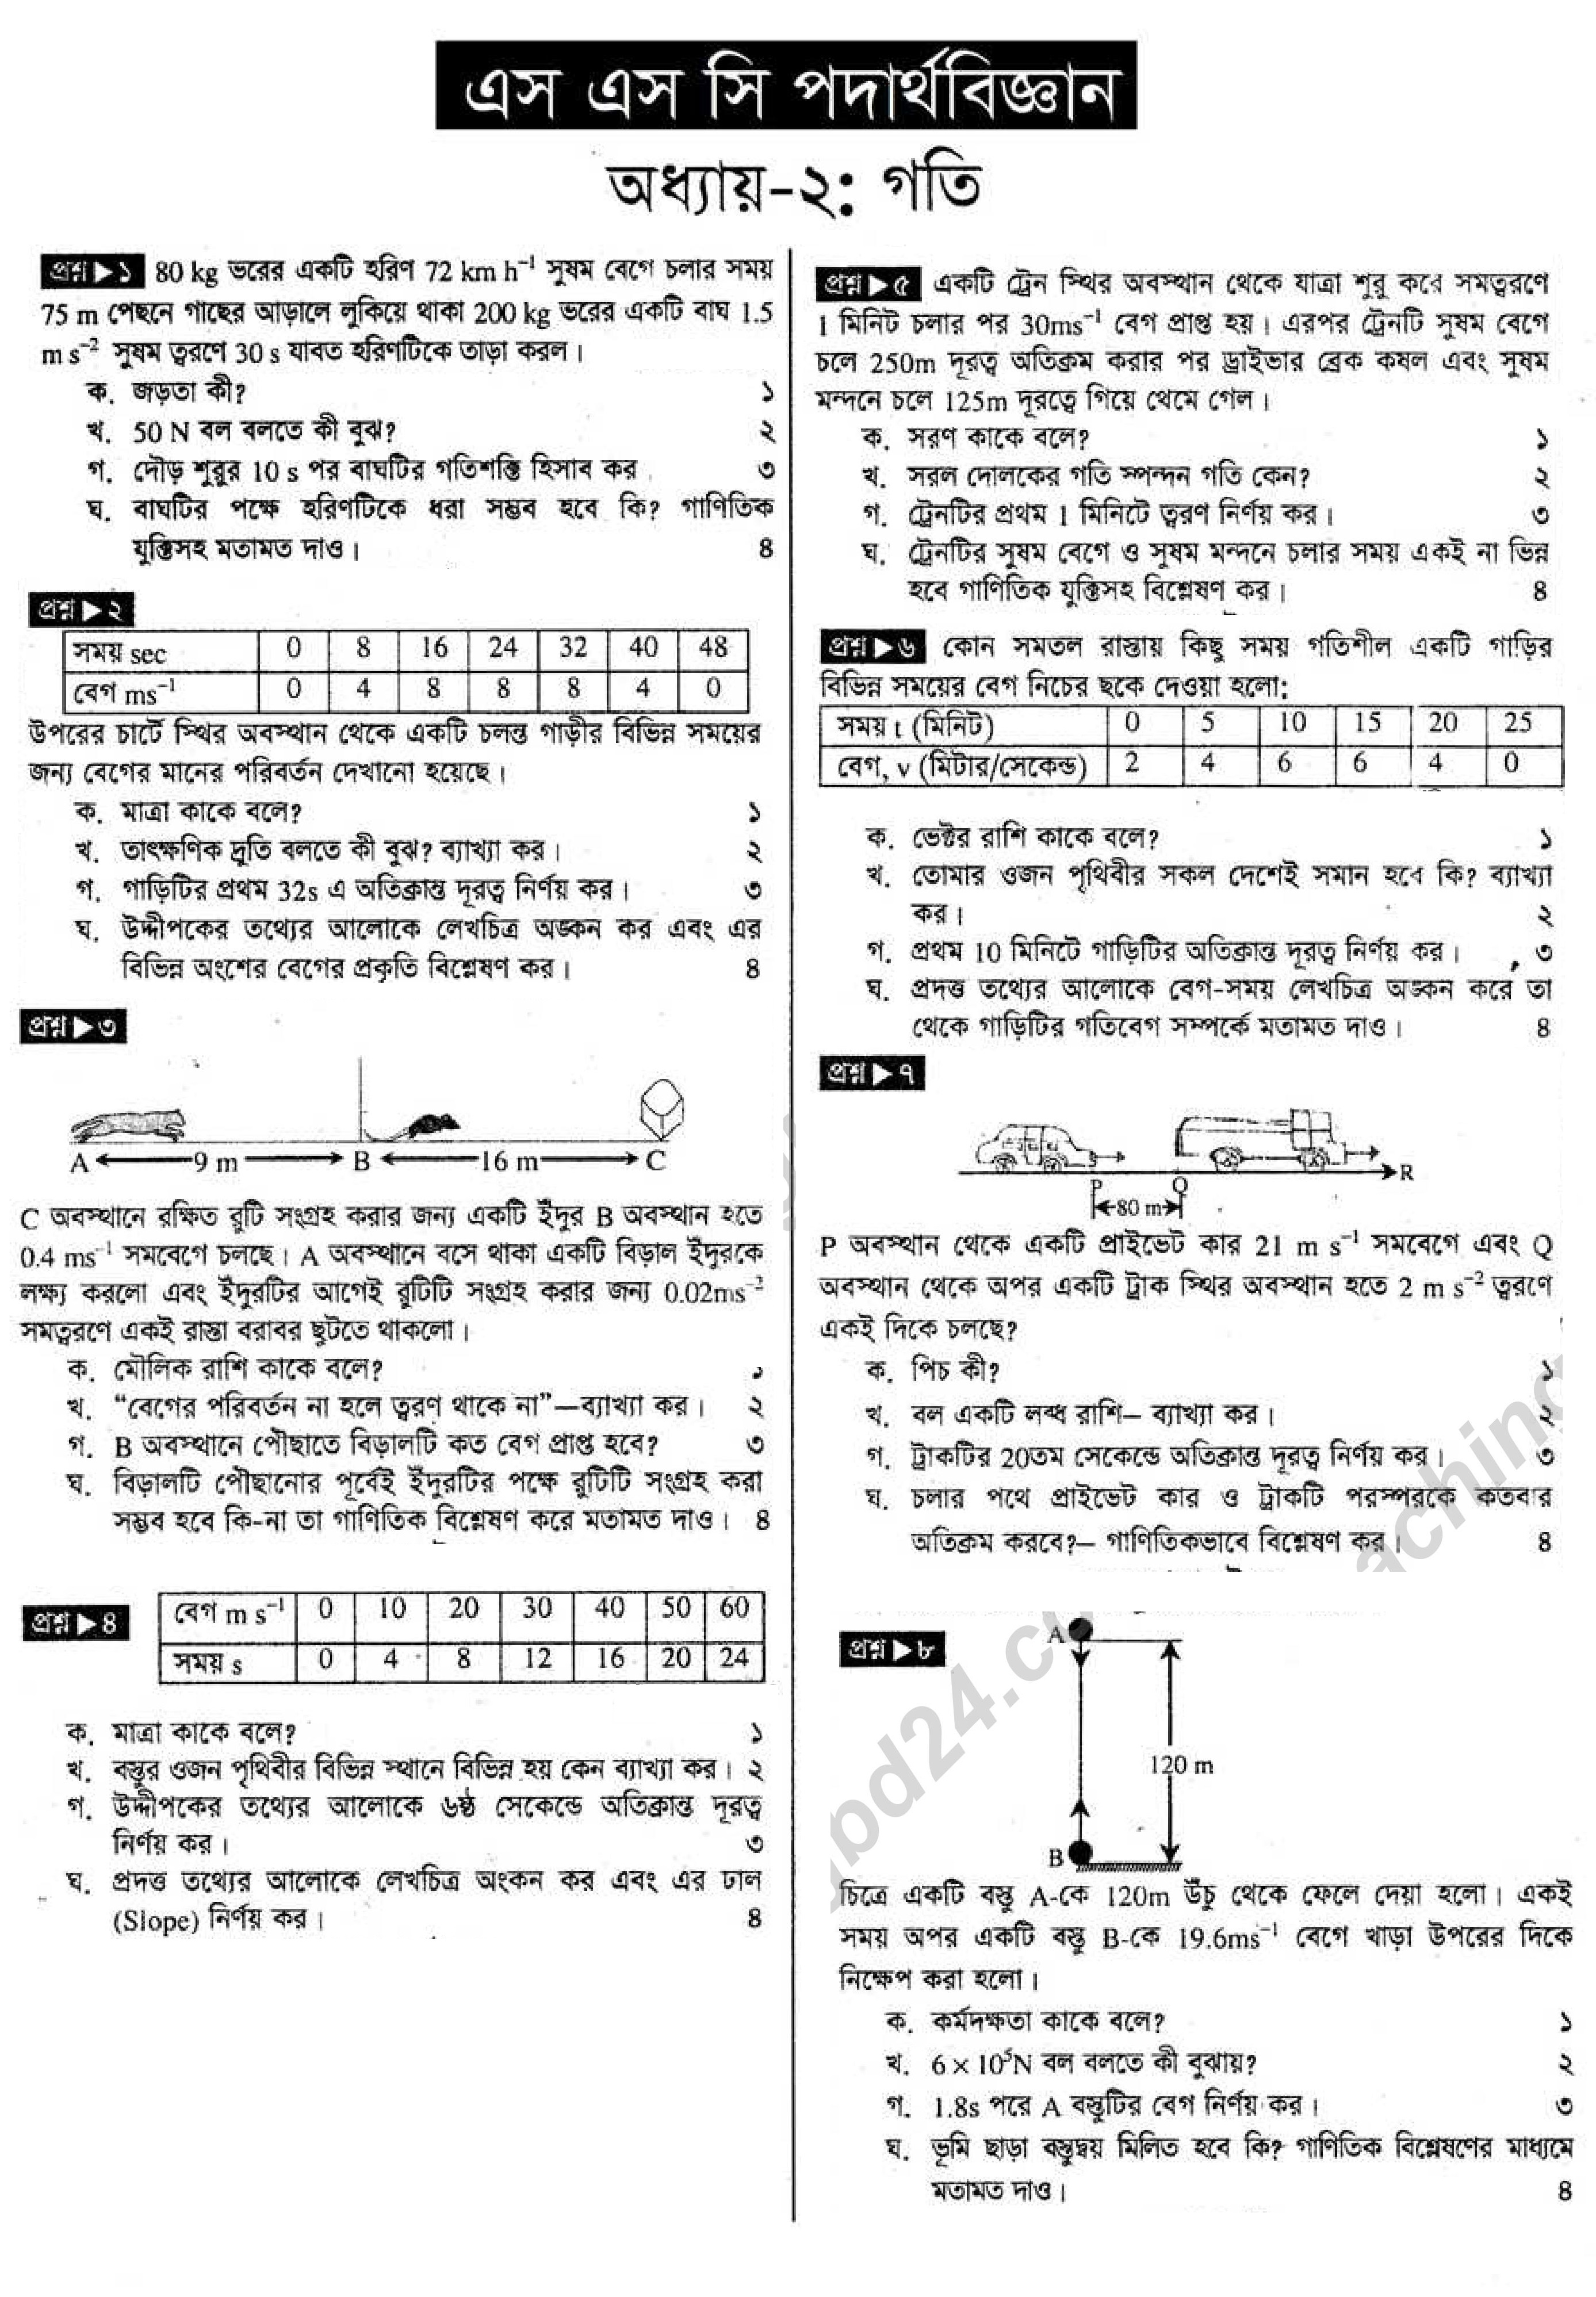 এস এস সি পদার্থবিজ্ঞান
অধ্যায়-২: গতি
প্রশ্ন▶১ 80 kg ভরের একটি হরিণ 72 km h⁻¹ সুষম বেগে চলার সময়
75 m পেছনে গাছের আড়ালে লুকিয়ে থাকা 200 kg ভরের একটি বাঘ 1.5
m s⁻² সুষম ত্বরণে 30 s যাবত হরিণটিকে তাড়া করল।
ক. জড়তা কী? ১
খ. 50 N বল বলতে কী বুঝ? ২
গ. দৌড় শুরুর 10 s পর বাঘটির গতিশক্তি হিসাব কর ৩
ঘ. বাঘটির পক্ষে হরিণটিকে ধরা সম্ভব হবে কি? গাণিতিক
যুক্তিসহ মতামত দাও। ৪
প্রশ্ন▶২
সময় sec 0 8 16 24 32 40 48
বেগ ms⁻¹ 0 4 8 8 8 4 0
উপরের চার্টে স্থির অবস্থান থেকে একটি চলন্ত গাড়ীর বিভিন্ন সময়ের
জন্য বেগের মানের পরিবর্তন দেখানো হয়েছে।
ক. মাত্রা কাকে বলে? ১
খ. তাৎক্ষণিক দ্রুতি বলতে কী বুঝ? ব্যাখ্যা কর। ২
গ. গাড়িটির প্রথম 32s এ অতিক্রান্ত দূরত্ব নির্ণয় কর। ৩
ঘ. উদ্দীপকের তথ্যের আলোকে লেখচিত্র অঙ্কন কর এবং এর
বিভিন্ন অংশের বেগের প্রকৃতি বিশ্লেষণ কর। ৪
প্রশ্ন▶৩
A 9 m B 16 m C
C অবস্থানে রক্ষিত রুটি সংগ্রহ করার জন্য একটি ইঁদুর B অবস্থান হতে
0.4 ms⁻¹ সমবেগে চলছে। A অবস্থানে বসে থাকা একটি বিড়াল ইঁদুরকে
লক্ষ্য করলো এবং ইঁদুরটির আগেই রুটিটি সংগ্রহ করার জন্য 0.02ms⁻²
সমত্বরণে একই রাস্তা বরাবর ছুটতে থাকলো।
ক. মৌলিক রাশি কাকে বলে? ১
খ. “বেগের পরিবর্তন না হলে ত্বরণ থাকে না”—ব্যাখ্যা কর। ২
গ. B অবস্থানে পৌছাতে বিড়ালটি কত বেগ প্রাপ্ত হবে? ৩
ঘ. বিড়ালটি পৌছানোর পূর্বেই ইঁদুরটির পক্ষে রুটিটি সংগ্রহ করা
সম্ভব হবে কি-না তা গাণিতিক বিশ্লেষণ করে মতামত দাও। ৪
প্রশ্ন▶৪
বেগ m s⁻¹ 0 10 20 30 40 50 60
সময় s 0 4 8 12 16 20 24
ক. মাত্রা কাকে বলে? ১
খ. বস্তুর ওজন পৃথিবীর বিভিন্ন স্থানে বিভিন্ন হয় কেন ব্যাখ্যা কর। ২
গ. উদ্দীপকের তথ্যের আলোকে ৬ষ্ঠ সেকেন্ডে অতিক্রান্ত দূরত্ব
নির্ণয় কর। ৩
ঘ. প্রদত্ত তথ্যের আলোকে লেখচিত্র অংকন কর এবং এর ঢাল
(Slope) নির্ণয় কর। ৪
প্রশ্ন▶৫ একটি ট্রেন স্থির অবস্থান থেকে যাত্রা শুরু করে সমত্বরণে
1 মিনিট চলার পর 30ms⁻¹ বেগ প্রাপ্ত হয়। এরপর ট্রেনটি সুষম বেগে
চলে 250m দূরত্ব অতিক্রম করার পর ড্রাইভার ব্রেক কষল এবং সুষম
মন্দনে চলে 125m দূরত্বে গিয়ে থেমে গেল।
ক. সরণ কাকে বলে? ১
খ. সরল দোলকের গতি স্পন্দন গতি কেন? ২
গ. ট্রেনটির প্রথম 1 মিনিটে ত্বরণ নির্ণয় কর। ৩
ঘ. ট্রেনটির সুষম বেগে ও সুষম মন্দনে চলার সময় একই না ভিন্ন
হবে গাণিতিক যুক্তিসহ বিশ্লেষণ কর। ৪
প্রশ্ন▶৬ কোন সমতল রাস্তায় কিছু সময় গতিশীল একটি গাড়ির
বিভিন্ন সময়ের বেগ নিচের ছকে দেওয়া হলো:
সময় t (মিনিট) 0 5 10 15 20 25
বেগ, v (মিটার/সেকেন্ড) 2 4 6 6 4 0
ক. ভেক্টর রাশি কাকে বলে? ১
খ. তোমার ওজন পৃথিবীর সকল দেশেই সমান হবে কি? ব্যাখ্যা
কর। ২
গ. প্রথম 10 মিনিটে গাড়িটির অতিক্রান্ত দূরত্ব নির্ণয় কর। ৩
ঘ. প্রদত্ত তথ্যের আলোকে বেগ-সময় লেখচিত্র অঙ্কন করে তা
থেকে গাড়িটির গতিবেগ সম্পর্কে মতামত দাও। ৪
প্রশ্ন▶৭
P Q R
80 m
P অবস্থান থেকে একটি প্রাইভেট কার 21 m s⁻¹ সমবেগে এবং Q
অবস্থান থেকে অপর একটি ট্রাক স্থির অবস্থান হতে 2 m s⁻² ত্বরণে
একই দিকে চলছে?
ক. পিচ কী? ১
খ. বল একটি লব্ধ রাশি– ব্যাখ্যা কর। ২
গ. ট্রাকটির 20তম সেকেন্ডে অতিক্রান্ত দূরত্ব নির্ণয় কর। ৩
ঘ. চলার পথে প্রাইভেট কার ও ট্রাকটি পরস্পরকে কতবার
অতিক্রম করবে?– গাণিতিকভাবে বিশ্লেষণ কর। ৪
প্রশ্ন▶৮
A
120 m
B
চিত্রে একটি বস্তু A-কে 120m উঁচু থেকে ফেলে দেয়া হলো। একই
সময় অপর একটি বস্তু B-কে 19.6ms⁻¹ বেগে খাড়া উপরের দিকে
নিক্ষেপ করা হলো।
ক. কর্মদক্ষতা কাকে বলে? ১
খ. 6 × 10⁵N বল বলতে কী বুঝায়? ২
গ. 1.8s পরে A বস্তুটির বেগ নির্ণয় কর। ৩
ঘ. ভূমি ছাড়া বস্তুদ্বয় মিলিত হবে কি? গাণিতিক বিশ্লেষণের মাধ্যমে
মতামত দাও। ৪